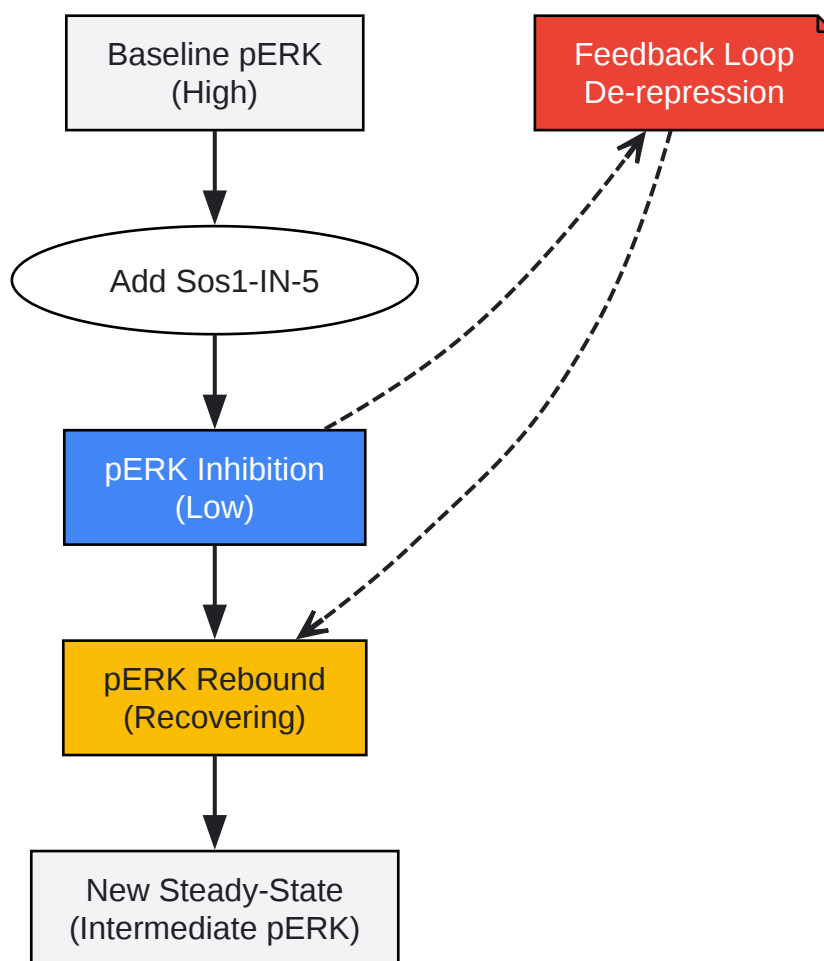 Baseline pERK
(High)
Feedback Loop
De-repression
Add Sos1-IN-5
pERK Inhibition
(Low)
pERK Rebound
(Recovering)
New Steady-State
(Intermediate pERK)